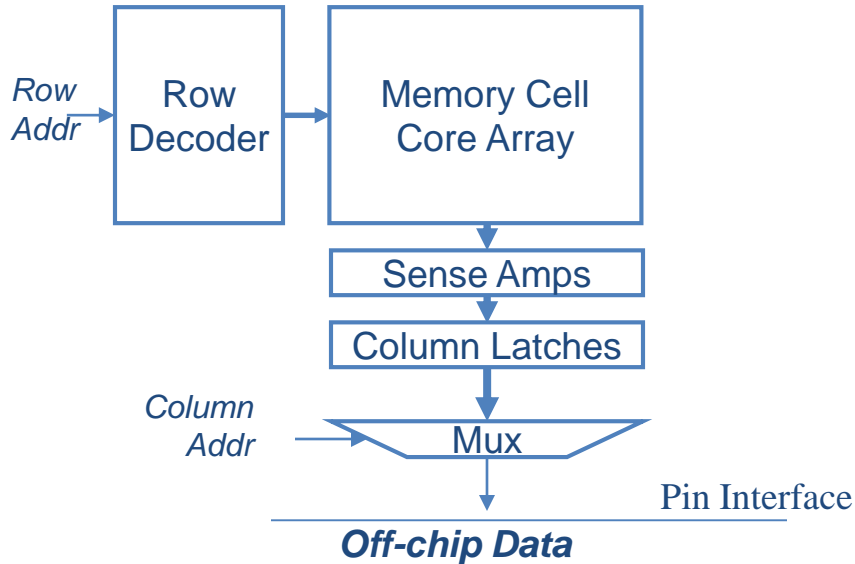 Row
Addr
Row
Decoder
Memory Cell
Core Array
Sense Amps
Column Latches
Column
Addr
Mux
Pin Interface
Off-chip Data